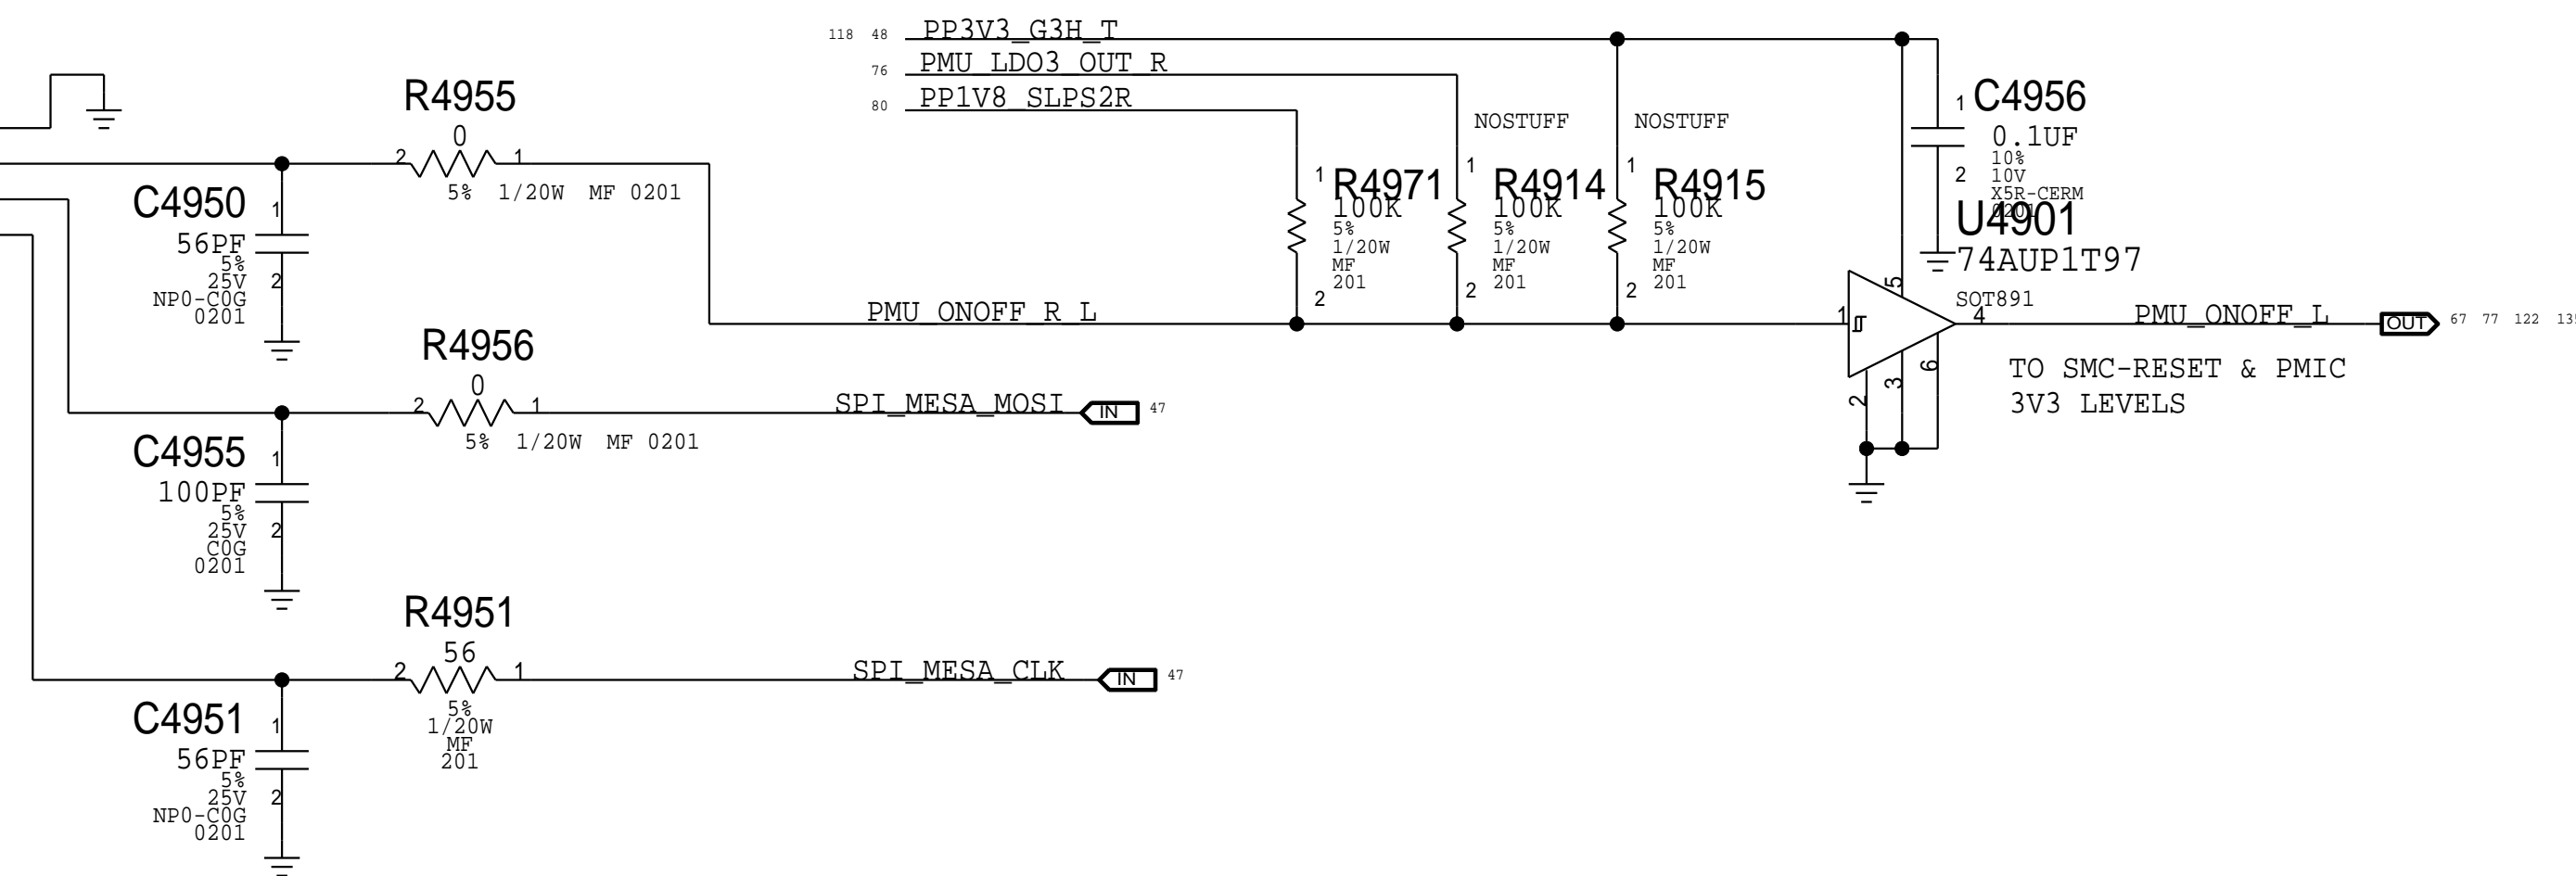 118 48 PP3V3_G3H_T
76 PMU_LDO3_OUT_R
80 PP1V8_SLPS2R
R4955
0
2 1
5% 1/20W MF 0201
C4950
1
56PF
5%
25V
2
NP0-C0G
0201
NOSTUFF
NOSTUFF
1
R4971
100K
5%
1/20W
MF
201
2
1
R4914
100K
5%
1/20W
MF
201
2
1
R4915
100K
5%
1/20W
MF
201
2
1
C4956
0.1UF
10%
10V
2
X5R-CERM
0201
U4901
74AUP1T97
SOT891
PMU_ONOFF_R_L
1
5
4
2
3
6
PMU_ONOFF_L
OUT
67 77 122
TO SMC-RESET & PMIC
3V3 LEVELS
R4956
0
2 1
5% 1/20W MF 0201
SPI_MESA_MOSI
IN
47
C4955
1
100PF
5%
25V
2
C0G
0201
R4951
56
2 1
5%
1/20W
MF
201
SPI_MESA_CLK
IN
47
C4951
1
56PF
5%
25V
2
NP0-C0G
0201